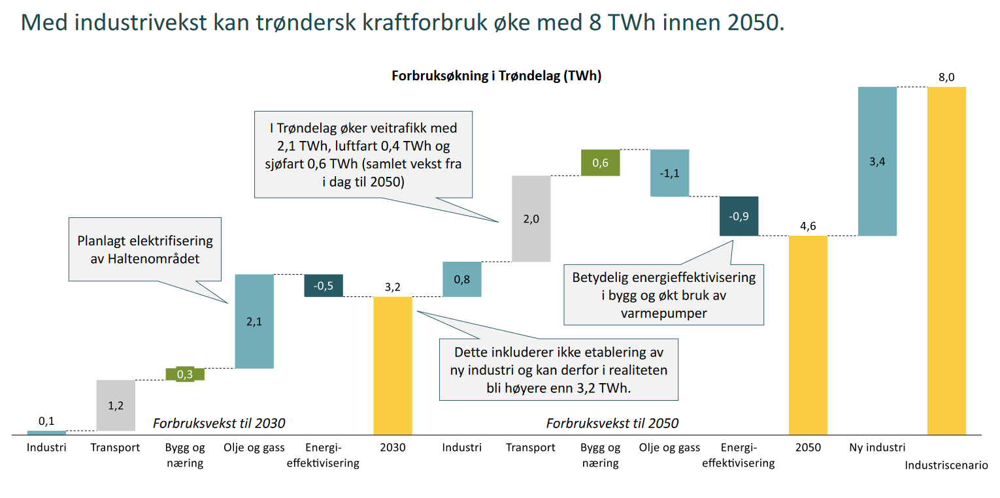 Med industrivekst kan trøndersk kraftforbruk øke med 8 TWh innen 2050.
Forbruksøkning i Trøndelag (TWh)
8,0
I Trøndelag øker veitrafikk med
2,1 TWh, luftfart 0,4 TWh og
sjøfart 0,6 TWh (samlet vekst fra
i dag til 2050)
0,6
-1,1
3,4
2,0
-0,9
4,6
Planlagt elektrifisering
av Haltenområdet
Betydelig energieffektivisering
i bygg og økt bruk av
varmepumper
-0,5
3,2
0,8
2,1
Dette inkluderer ikke etablering av
ny industri og kan derfor i realiteten
bli høyere enn 3,2 TWh.
0,3
1,2
0,1
Forbruksvekst til 2030
Forbruksvekst til 2050
Industri
Transport
Bygg og
næring
Olje og gass
Energi-
effektivisering
2030
Industri
Transport
Bygg og
næring
Olje og gass
Energi-
effektivisering
2050
Ny industri
Industriscenario